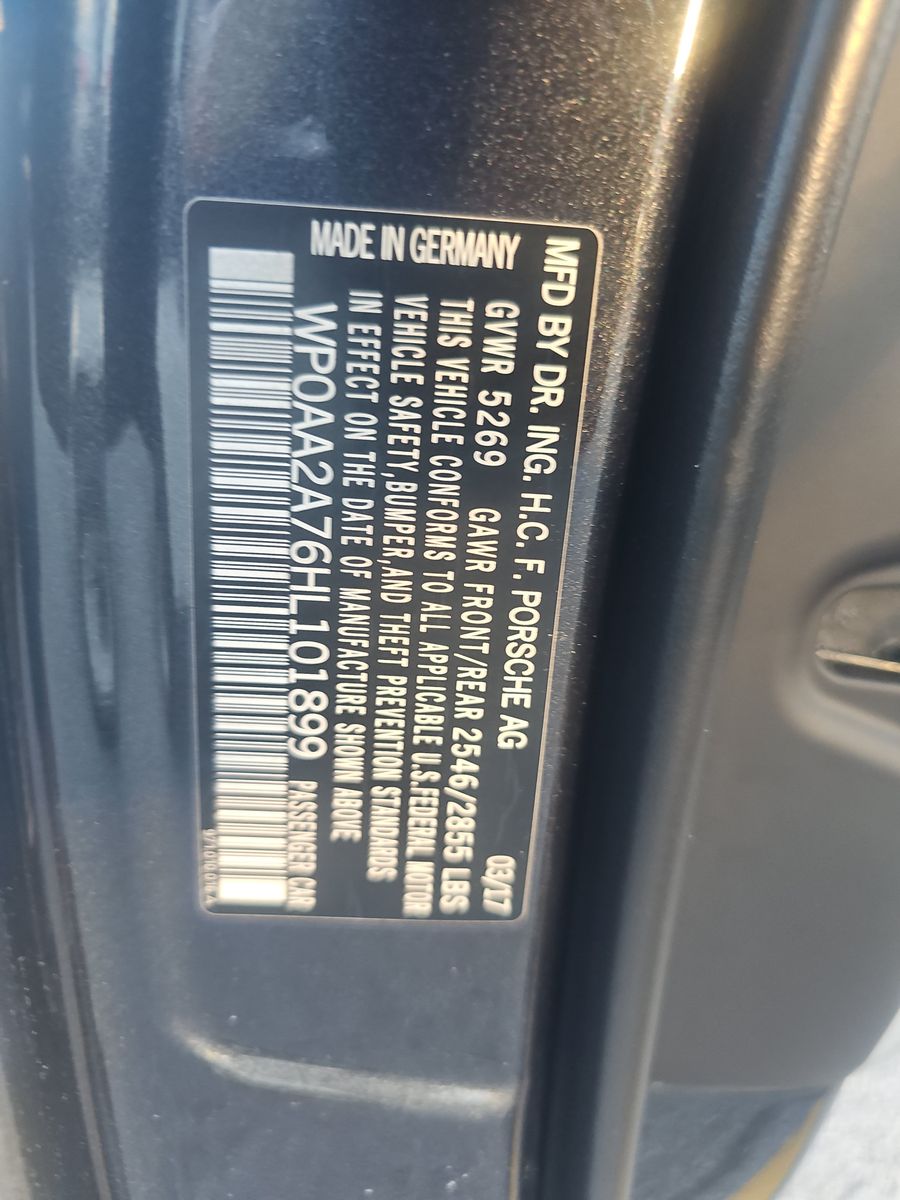 MFD BY DR. ING. H.C. F. PORSCHE AG 03/17
GVWR 5269 GAWR FRONT/REAR 2546/2855 LBS
THIS VEHICLE CONFORMS TO ALL APPLICABLE U.S.FEDERAL MOTOR
VEHICLE SAFETY,BUMPER,AND THEFT PREVENTION STANDARDS
IN EFFECT ON THE DATE OF MANUFACTURE SHOWN ABOVE
MADE IN GERMANY
WP0AA2A76HL101899 PASSENGER CAR